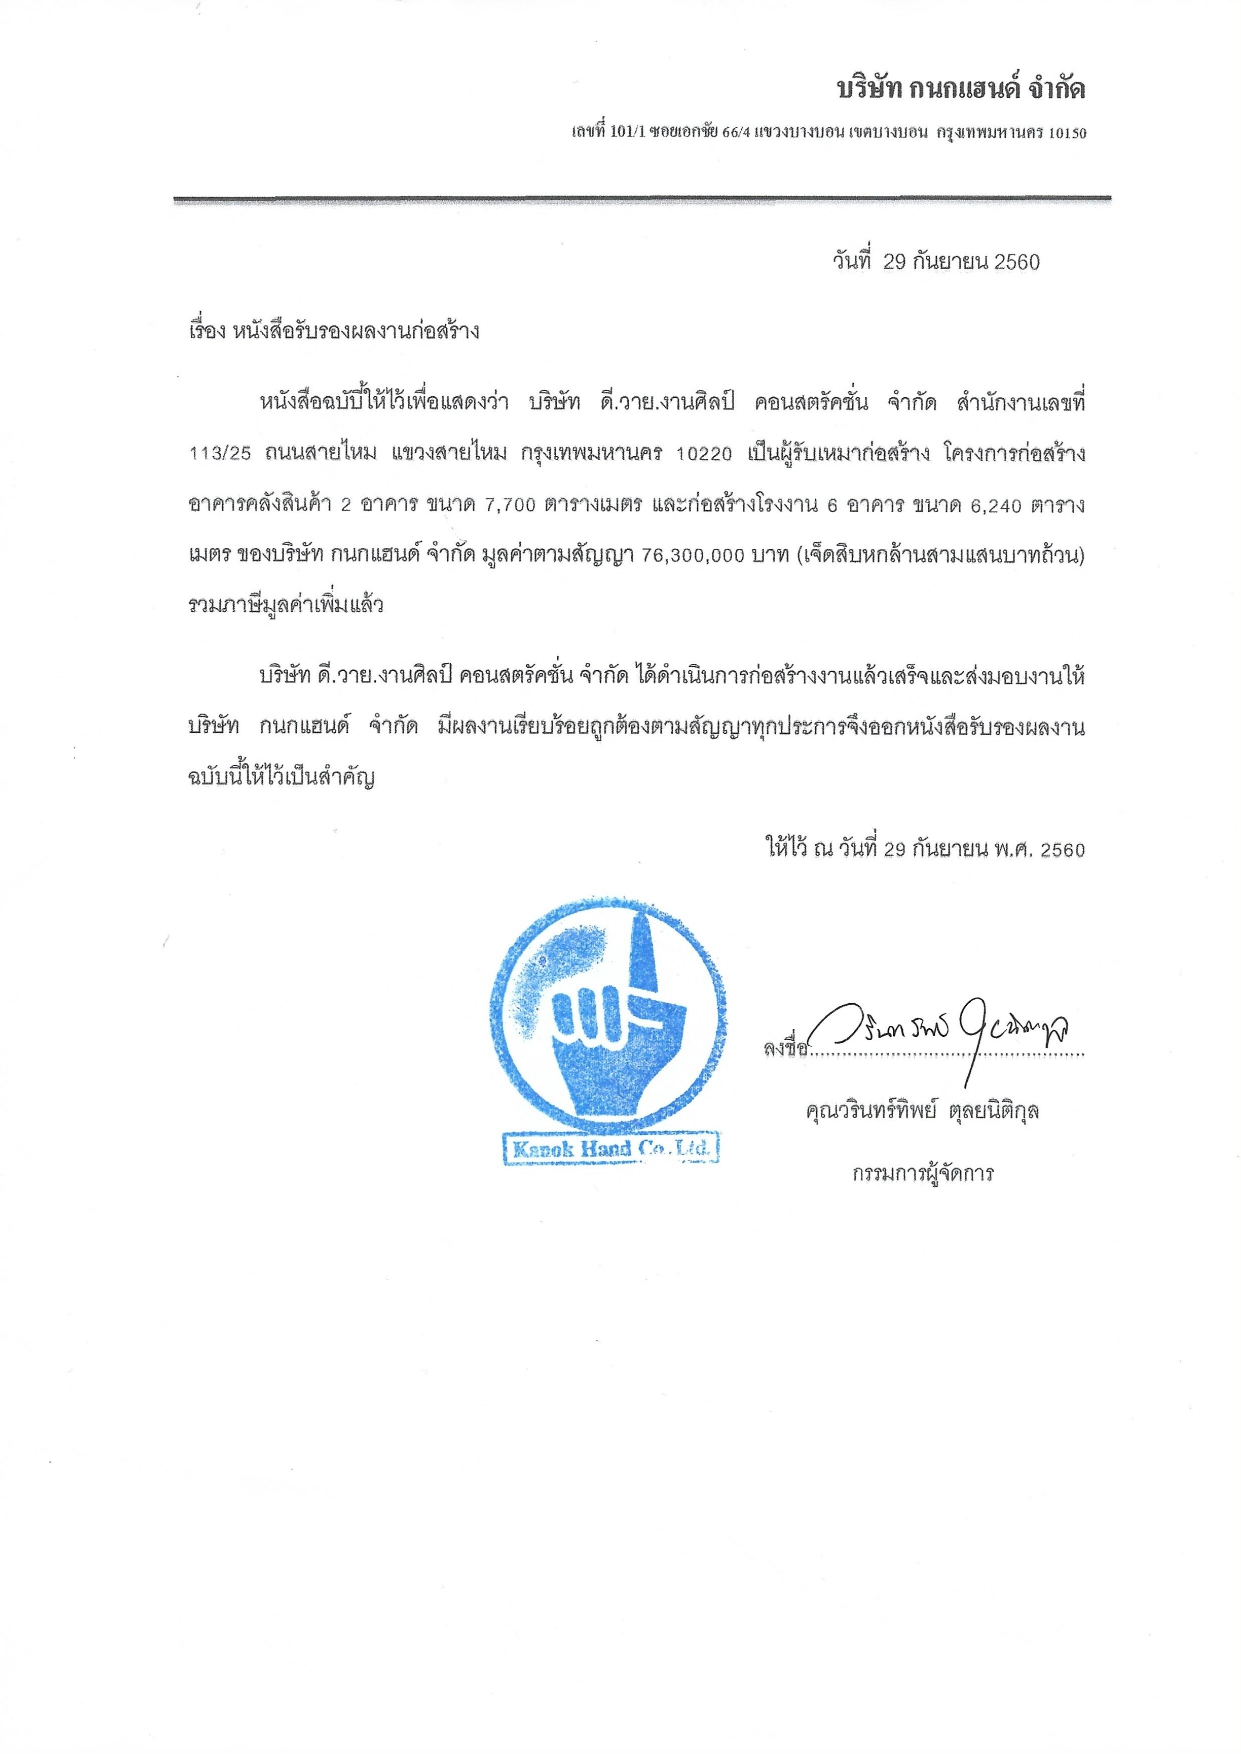 บริษัท กนกแฮนด์ จำกัด
เลขที่ 101/1 ซอยเอกชัย 66/4 แขวงบางบอน เขตบางบอน กรุงเทพมหานคร 10150
วันที่ 29 กันยายน 2560
เรื่อง หนังสือรับรองผลงานก่อสร้าง
หนังสือฉบับี้ให้ไว้เพื่อแสดงว่า บริษัท ดี.วาย.งานศิลป์ คอนสตรัคชั่น จำกัด สำนักงานเลขที่
113/25 ถนนสายไหม แขวงสายไหม กรุงเทพมหานคร 10220 เป็นผู้รับเหมาก่อสร้าง โครงการก่อสร้าง
อาคารคลังสินค้า 2 อาคาร ขนาด 7,700 ตารางเมตร และก่อสร้างโรงงาน 6 อาคาร ขนาด 6,240 ตาราง
เมตร ของบริษัท กนกแฮนด์ จำกัด มูลค่าตามสัญญา 76,300,000 บาท (เจ็ดสิบหกล้านสามแสนบาทถ้วน)
รวมภาษีมูลค่าเพิ่มแล้ว
บริษัท ดี.วาย.งานศิลป์ คอนสตรัคชั่น จำกัด ได้ดำเนินการก่อสร้างงานแล้วเสร็จและส่งมอบงานให้
บริษัท กนกแฮนด์ จำกัด มีผลงานเรียบร้อยถูกต้องตามสัญญาทุกประการจึงออกหนังสือรับรองผลงาน
ฉบับนี้ให้ไว้เป็นสำคัญ
ให้ไว้ ณ วันที่ 29 กันยายน พ.ศ. 2560
ลงชื่อ
คุณวรินทร์ทิพย์ ตุลยนิติกุล
Kanok Hand Co.,Ltd.
กรรมการผู้จัดการ